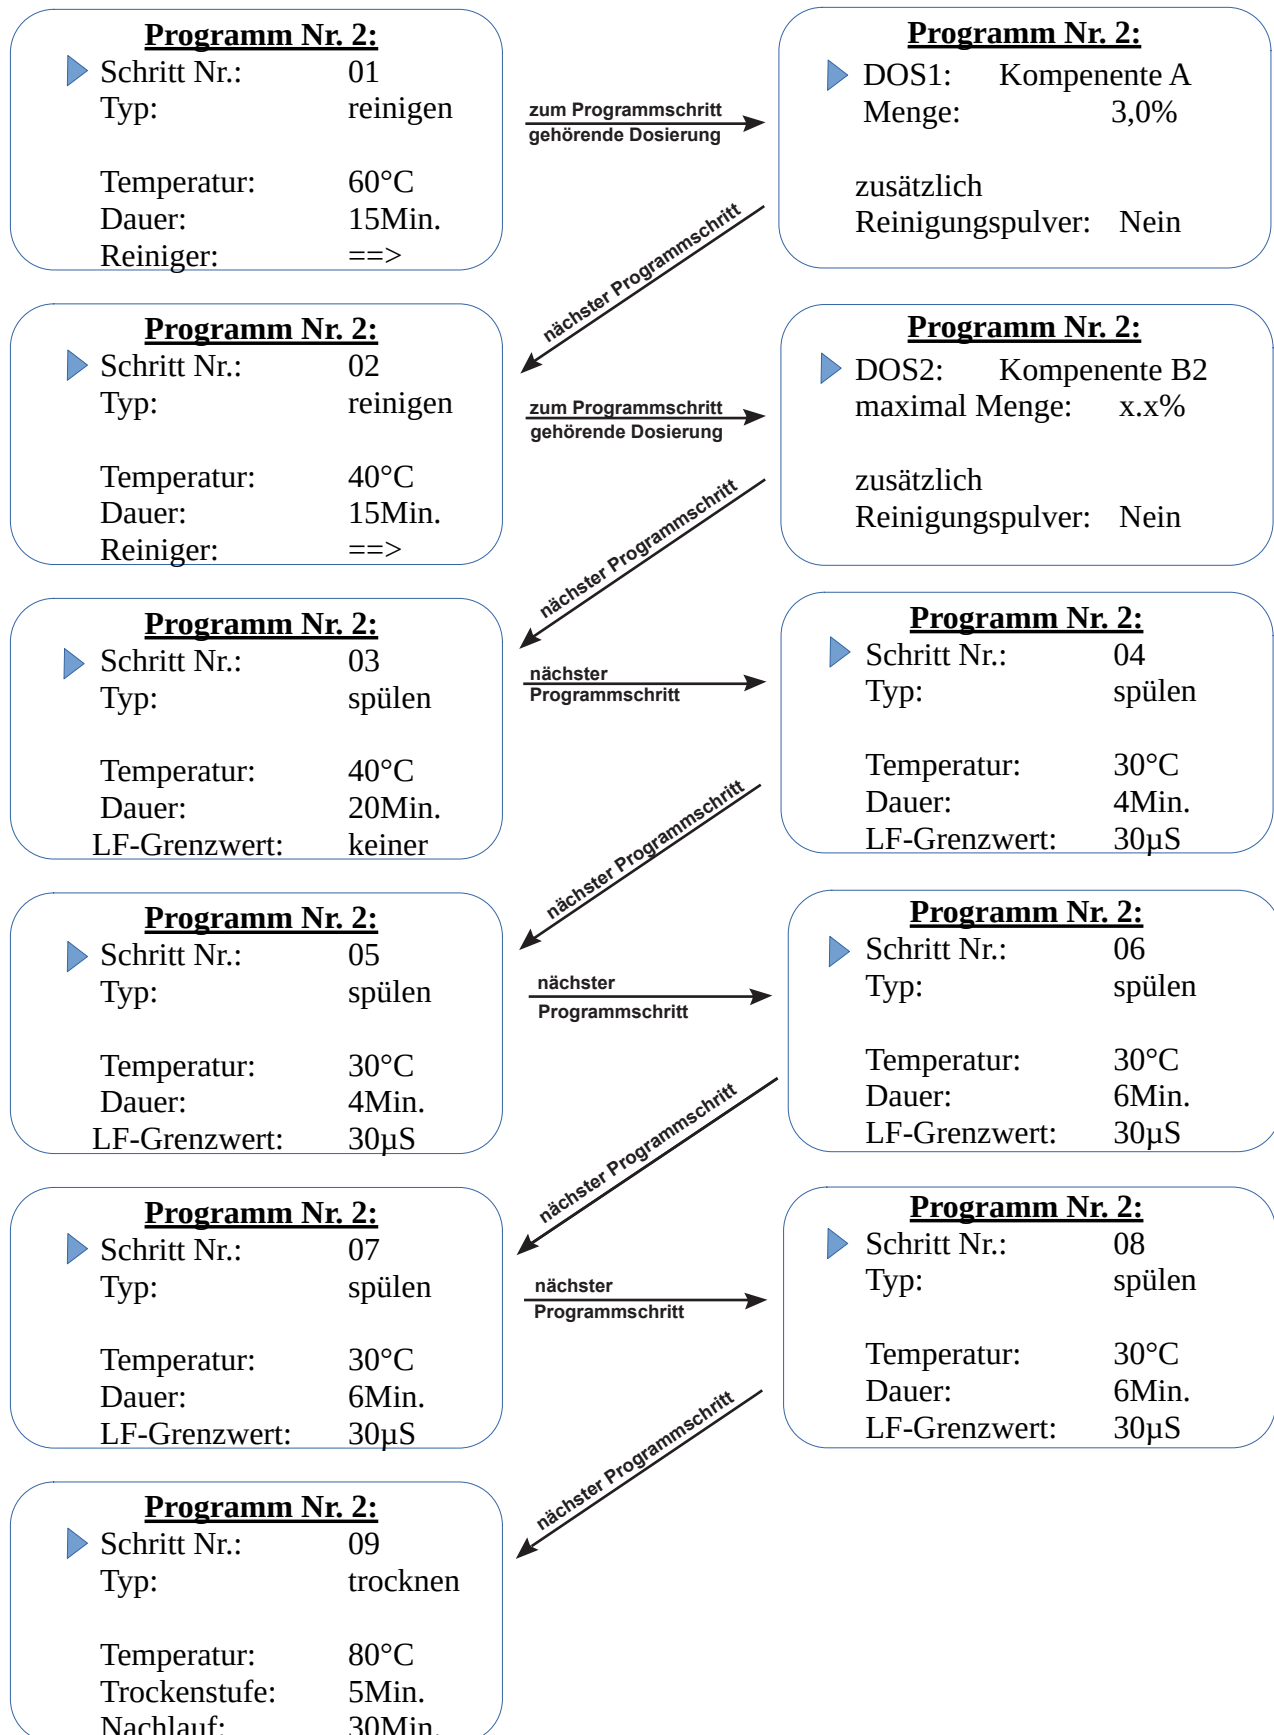 Programm Nr. 2:
Schritt Nr.: 01
Typ: reinigen
Temperatur: 60°C
Dauer: 15Min.
Reiniger: ==>
zum Programmschritt
gehörende Dosierung
Programm Nr. 2:
DOS1: Kompenente A
Menge: 3,0%
zusätzlich
Reinigungspulver: Nein
nächster Programmschritt
Programm Nr. 2:
Schritt Nr.: 02
Typ: reinigen
Temperatur: 40°C
Dauer: 15Min.
Reiniger: ==>
zum Programmschritt
gehörende Dosierung
Programm Nr. 2:
DOS2: Kompenente B2
maximal Menge: x.x%
zusätzlich
Reinigungspulver: Nein
nächster Programmschritt
Programm Nr. 2:
Schritt Nr.: 03
Typ: spülen
Temperatur: 40°C
Dauer: 20Min.
LF-Grenzwert: keiner
nächster
Programmschritt
Programm Nr. 2:
Schritt Nr.: 04
Typ: spülen
Temperatur: 30°C
Dauer: 4Min.
LF-Grenzwert: 30µS
nächster Programmschritt
Programm Nr. 2:
Schritt Nr.: 05
Typ: spülen
Temperatur: 30°C
Dauer: 4Min.
LF-Grenzwert: 30µS
nächster
Programmschritt
Programm Nr. 2:
Schritt Nr.: 06
Typ: spülen
Temperatur: 30°C
Dauer: 6Min.
LF-Grenzwert: 30µS
nächster Programmschritt
Programm Nr. 2:
Schritt Nr.: 07
Typ: spülen
Temperatur: 30°C
Dauer: 6Min.
LF-Grenzwert: 30µS
nächster
Programmschritt
Programm Nr. 2:
Schritt Nr.: 08
Typ: spülen
Temperatur: 30°C
Dauer: 6Min.
LF-Grenzwert: 30µS
nächster Programmschritt
Programm Nr. 2:
Schritt Nr.: 09
Typ: trocknen
Temperatur: 80°C
Trockenstufe: 5Min.
Nachlauf: 30Min.